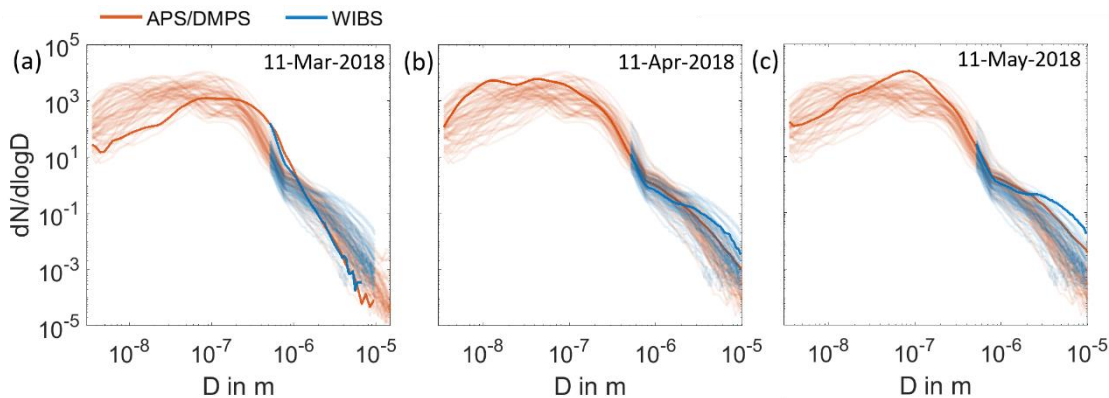 APS/DMPS WIBS
(a) 11-Mar-2018 (b) 11-Apr-2018 (c) 11-May-2018
dN/dlogD
10^5
10^3
10^1
10^-1
10^-3
10^-5
10^-8 10^-7 10^-6 10^-5 10^-8 10^-7 10^-6 10^-5 10^-8 10^-7 10^-6 10^-5
D in m D in m D in m